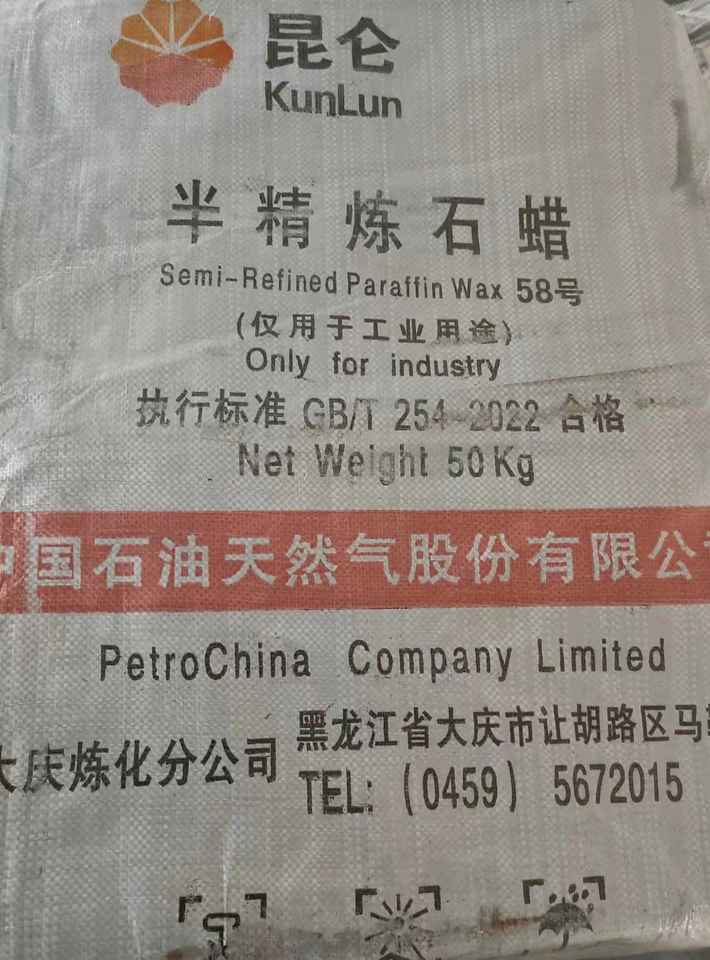 昆仑
KunLun
半精炼石蜡
Semi-Refined Paraffin Wax 58号
(仅用于工业用途)
Only for industry
执行标准 GB/T 254-2022 合格
Net Weight 50Kg
中国石油天然气股份有限公司
PetroChina Company Limited
大庆炼化分公司
黑龙江省大庆市让胡路区马
TEL: (0459) 5672015